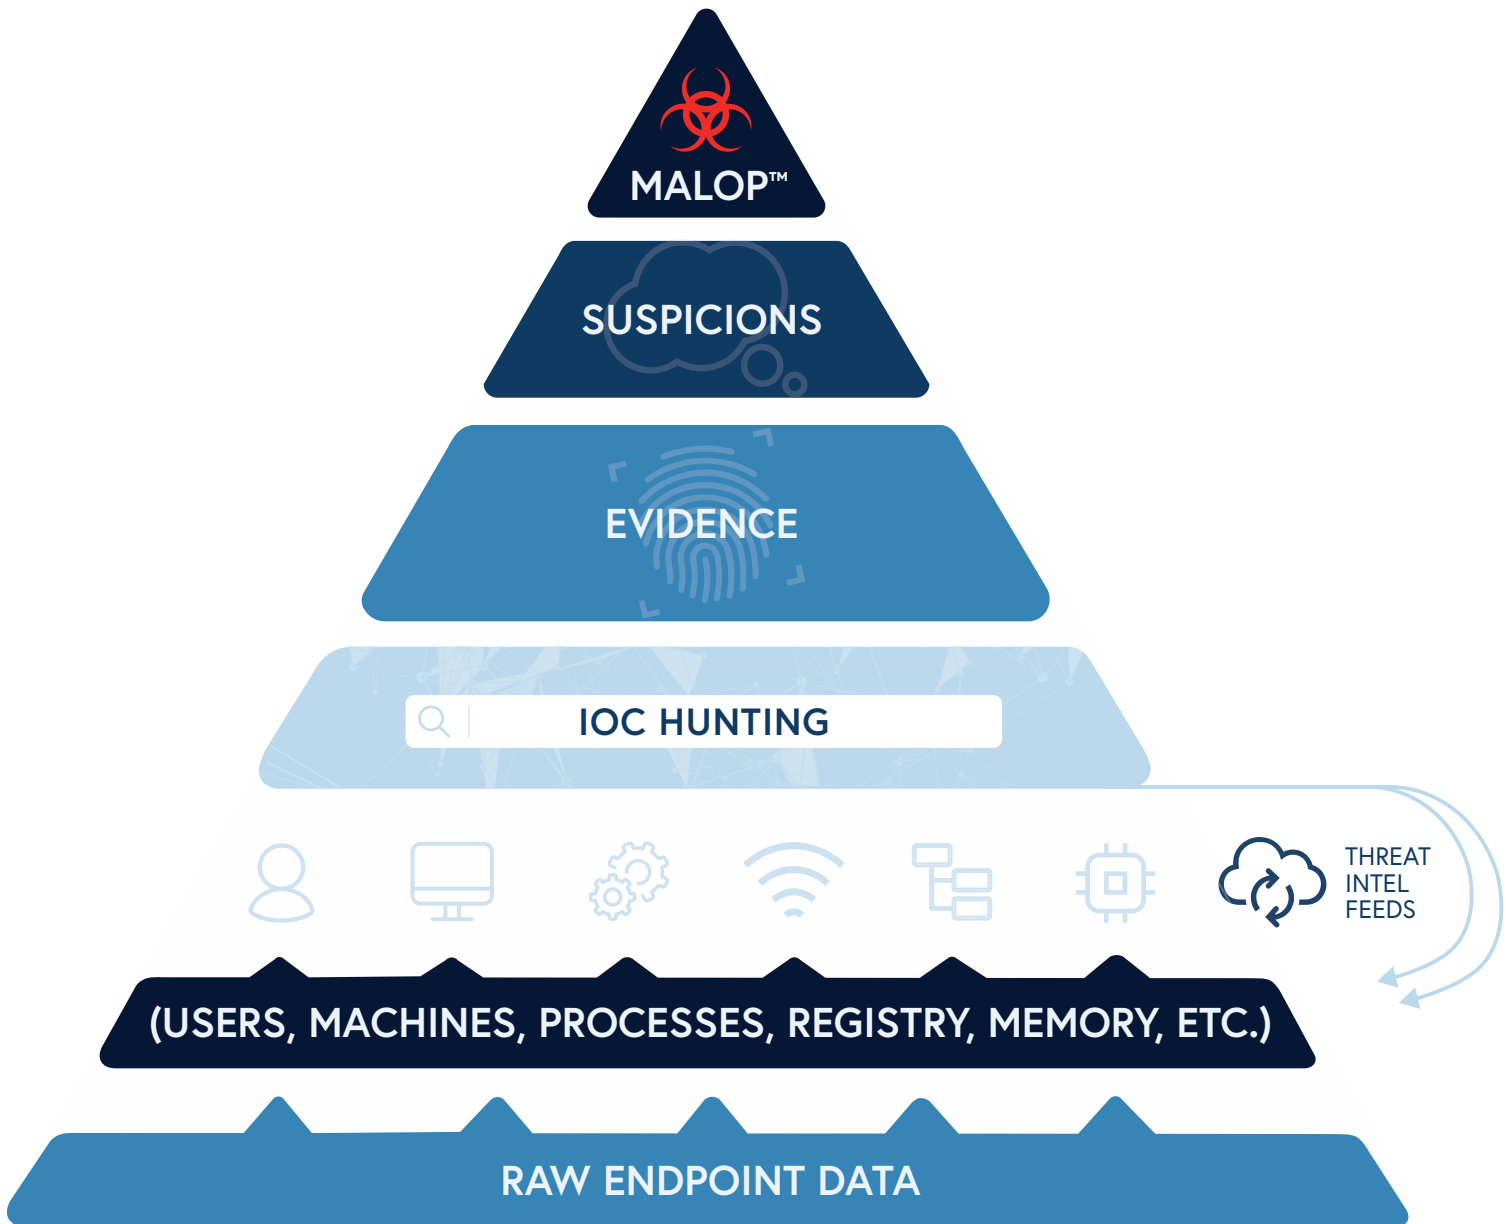 MALOP™
SUSPICIONS
EVIDENCE
IOC HUNTING
THREAT
INTEL
FEEDS
(USERS, MACHINES, PROCESSES, REGISTRY, MEMORY, ETC.)
RAW ENDPOINT DATA